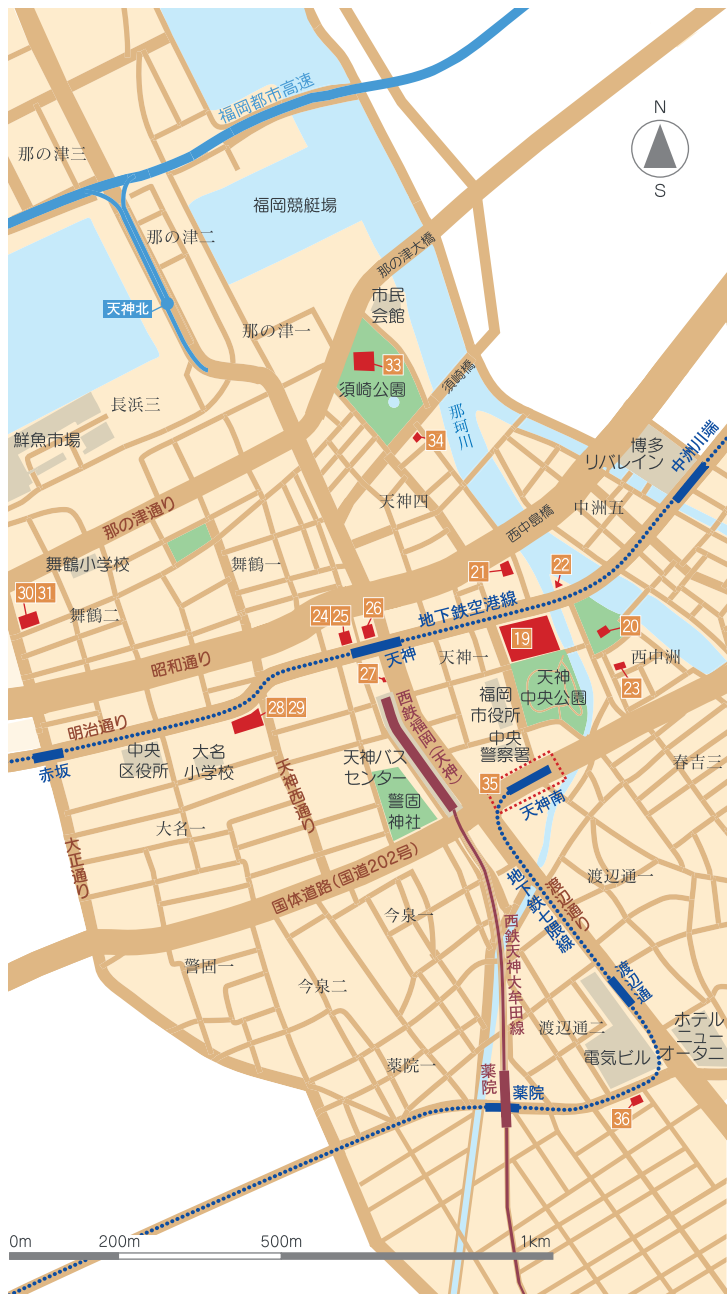 福岡都市高速
N
S
那の津三
福岡競艇場
那の津二
那の津大橋
天神北
市民
会館
那の津一
33
須崎公園
須崎橋
長浜三
那珂川
鮮魚市場
34
博多
リバレイン
中洲川端
天神四
中洲五
那の津通り
西中島橋
舞鶴小学校
舞鶴一
21
22
30 31
舞鶴二
24 25
26
地下鉄空港線
19
20
天神
天神一
西中洲
昭和通り
27
天神
中央公園
23
福岡
市役所
28 29
西鉄福岡(天神)
明治通り
中央
警察署
赤坂
中央
区役所
大名
小学校
天神西通り
天神バス
センター
春吉三
35
天神南
警固
神社
大名一
大正通り
国体道路(国道202号)
渡辺通一
渡辺通り
地下鉄七隈線
今泉一
西鉄天神大牟田線
警固一
今泉二
渡辺通
渡辺通二
ホテル
ニュー
オータニ
電気ビル
薬院一
薬院
薬院
36
0m
200m
500m
1km